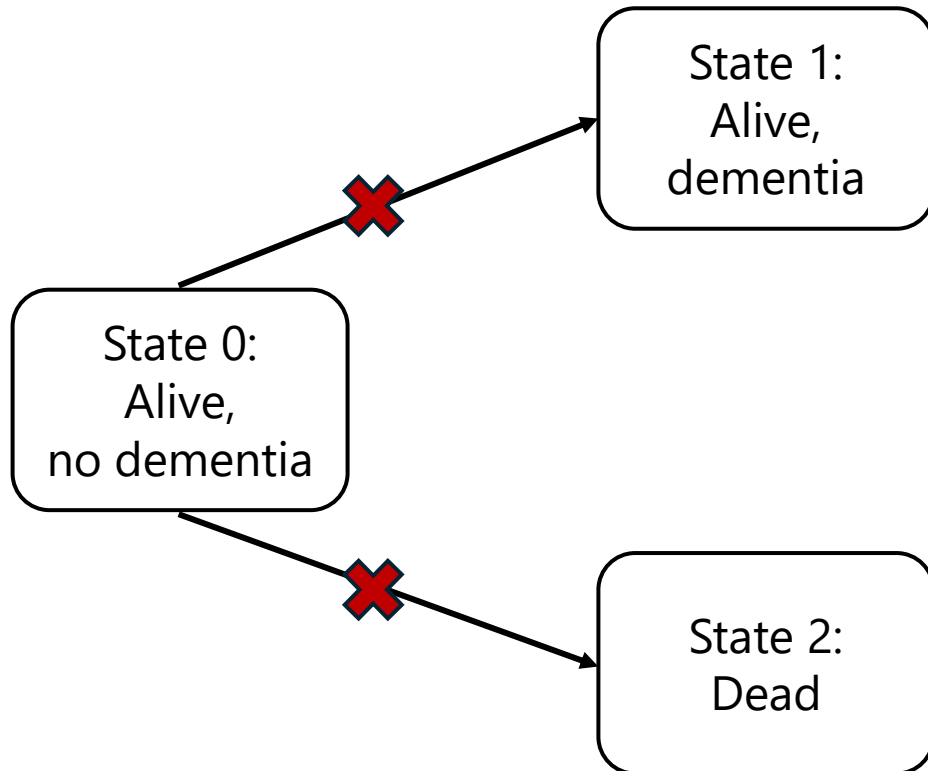 State 1:
Alive,
dementia
State 0:
Alive,
no dementia
State 2:
Dead